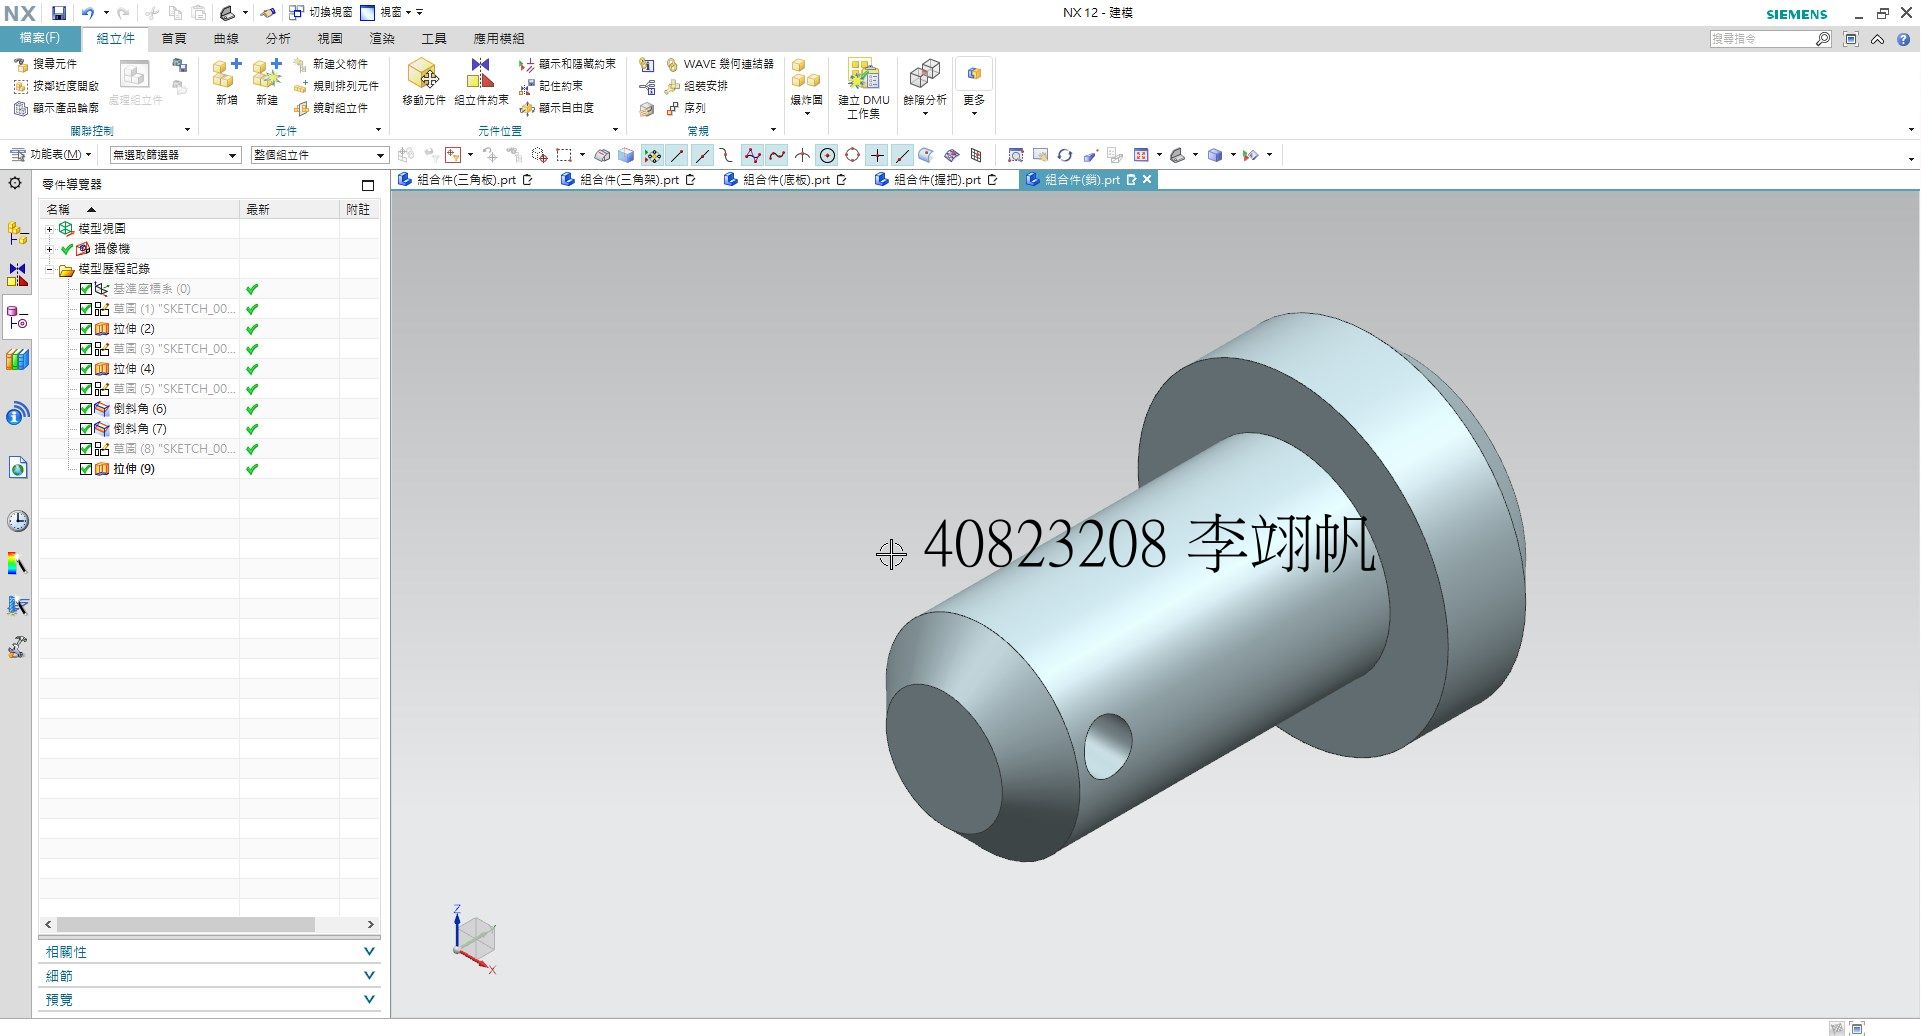 NX
切換視窗 視窗
NX 12 - 建模
SIEMENS
檔案(F) 組立件 首頁 曲線 分析 視圖 渲染 工具 應用模組
搜尋指令
搜尋元件
按鄰近度開啟
顯示產品輪廓
處理組立件
關聯控制
新增
新建
新建父物件
規則排列元件
鏡射組立件
元件
移動元件
組立件約束
顯示和隱藏約束
記住約束
顯示自由度
元件位置
WAVE 幾何連結器
組裝安排
序列
常規
爆炸圖
建立 DMU
工作集
餘隙分析
更多
功能表(M)
無選取篩選器
整個組立件
零件導覽器
組合件(三角板).prt
組合件(三角架).prt
組合件(底板).prt
組合件(握把).prt
組合件(銷).prt
名稱 最新 附註
模型視圖
攝像機
模型歷程記錄
基準座標系 (0)
草圖 (1) "SKETCH_00...
拉伸 (2)
草圖 (3) "SKETCH_00...
拉伸 (4)
草圖 (5) "SKETCH_00...
倒斜角 (6)
倒斜角 (7)
草圖 (8) "SKETCH_00...
拉伸 (9)
40823208 李翊帆
Z
X
相關性
細節
預覽